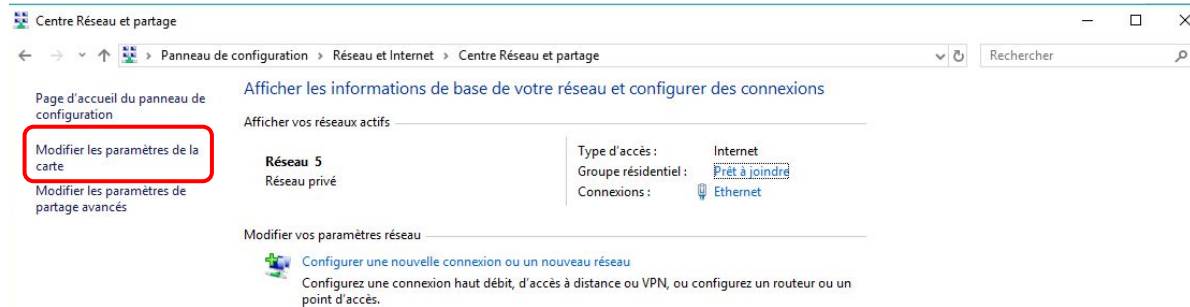 Centre Réseau et partage
Panneau de configuration > Réseau et Internet > Centre Réseau et partage
Rechercher
Page d'accueil du panneau de
configuration
Modifier les paramètres de la
carte
Modifier les paramètres de
partage avancés
Afficher les informations de base de votre réseau et configurer des connexions
Afficher vos réseaux actifs
Réseau 5
Réseau privé
Type d'accès : Internet
Groupe résidentiel : Prêt à joindre
Connexions : Ethernet
Modifier vos paramètres réseau
Configurer une nouvelle connexion ou un nouveau réseau
Configurez une connexion haut débit, d'accès à distance ou VPN, ou configurez un routeur ou un
point d'accès.